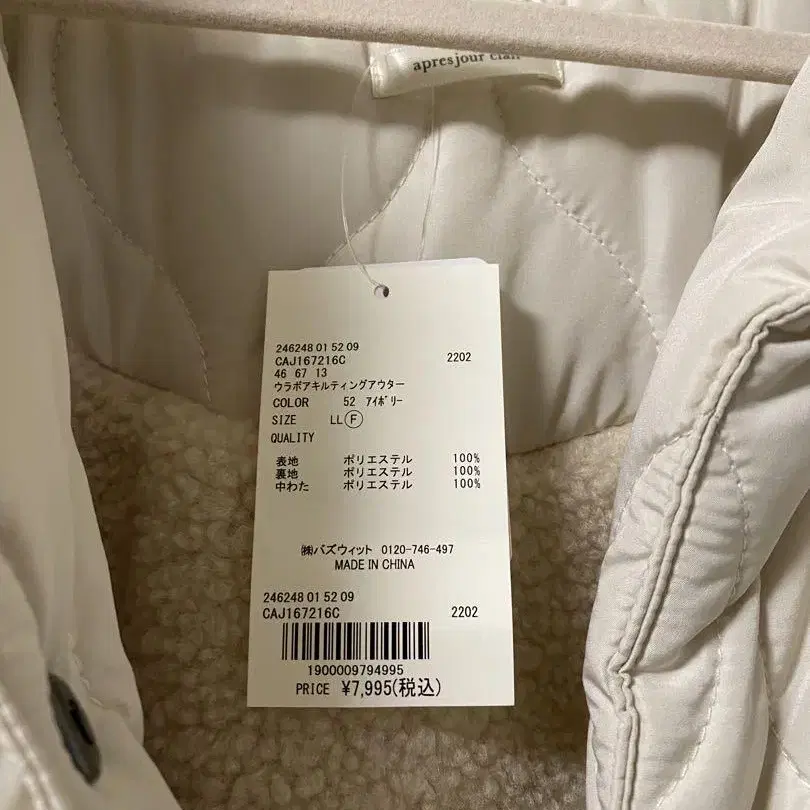 apres jour clair
246248 01 52 09
CAJ167216C 2202
46 67 13
ウラボアキルティングアウター
COLOR 52 アイボリー
SIZE LL Ⓕ
QUALITY
表地 ポリエステル 100%
裏地 ポリエステル 100%
中わた ポリエステル 100%
㈱バズウィット 0120-746-497
MADE IN CHINA
246248 01 52 09
CAJ167216C 2202
1900009794995
PRICE ¥7,995(税込)